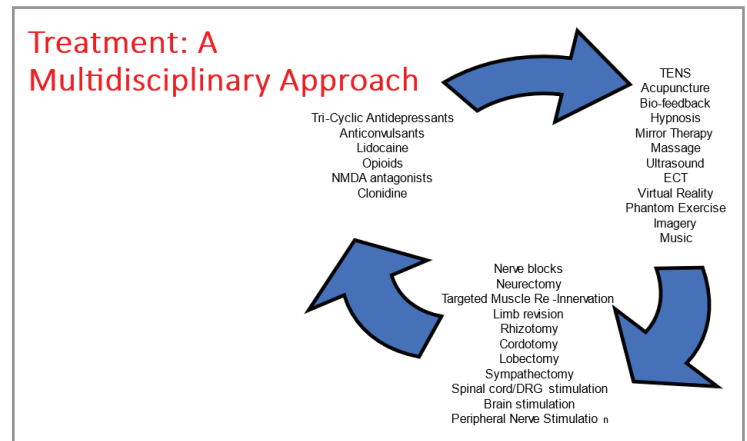 Treatment: A
Multidisciplinary Approach
Tri-Cyclic Antidepressants
Anticonvulsants
Lidocaine
Opioids
NMDA antagonists
Clonidine
TENS
Acupuncture
Bio-feedback
Hypnosis
Mirror Therapy
Massage
Ultrasound
ECT
Virtual Reality
Phantom Exercise
Imagery
Music
Nerve blocks
Neurectomy
Targeted Muscle Re -Innervation
Limb revision
Rhizotomy
Cordotomy
Lobectomy
Sympathectomy
Spinal cord/DRG stimulation
Brain stimulation
Peripheral Nerve Stimulatio n